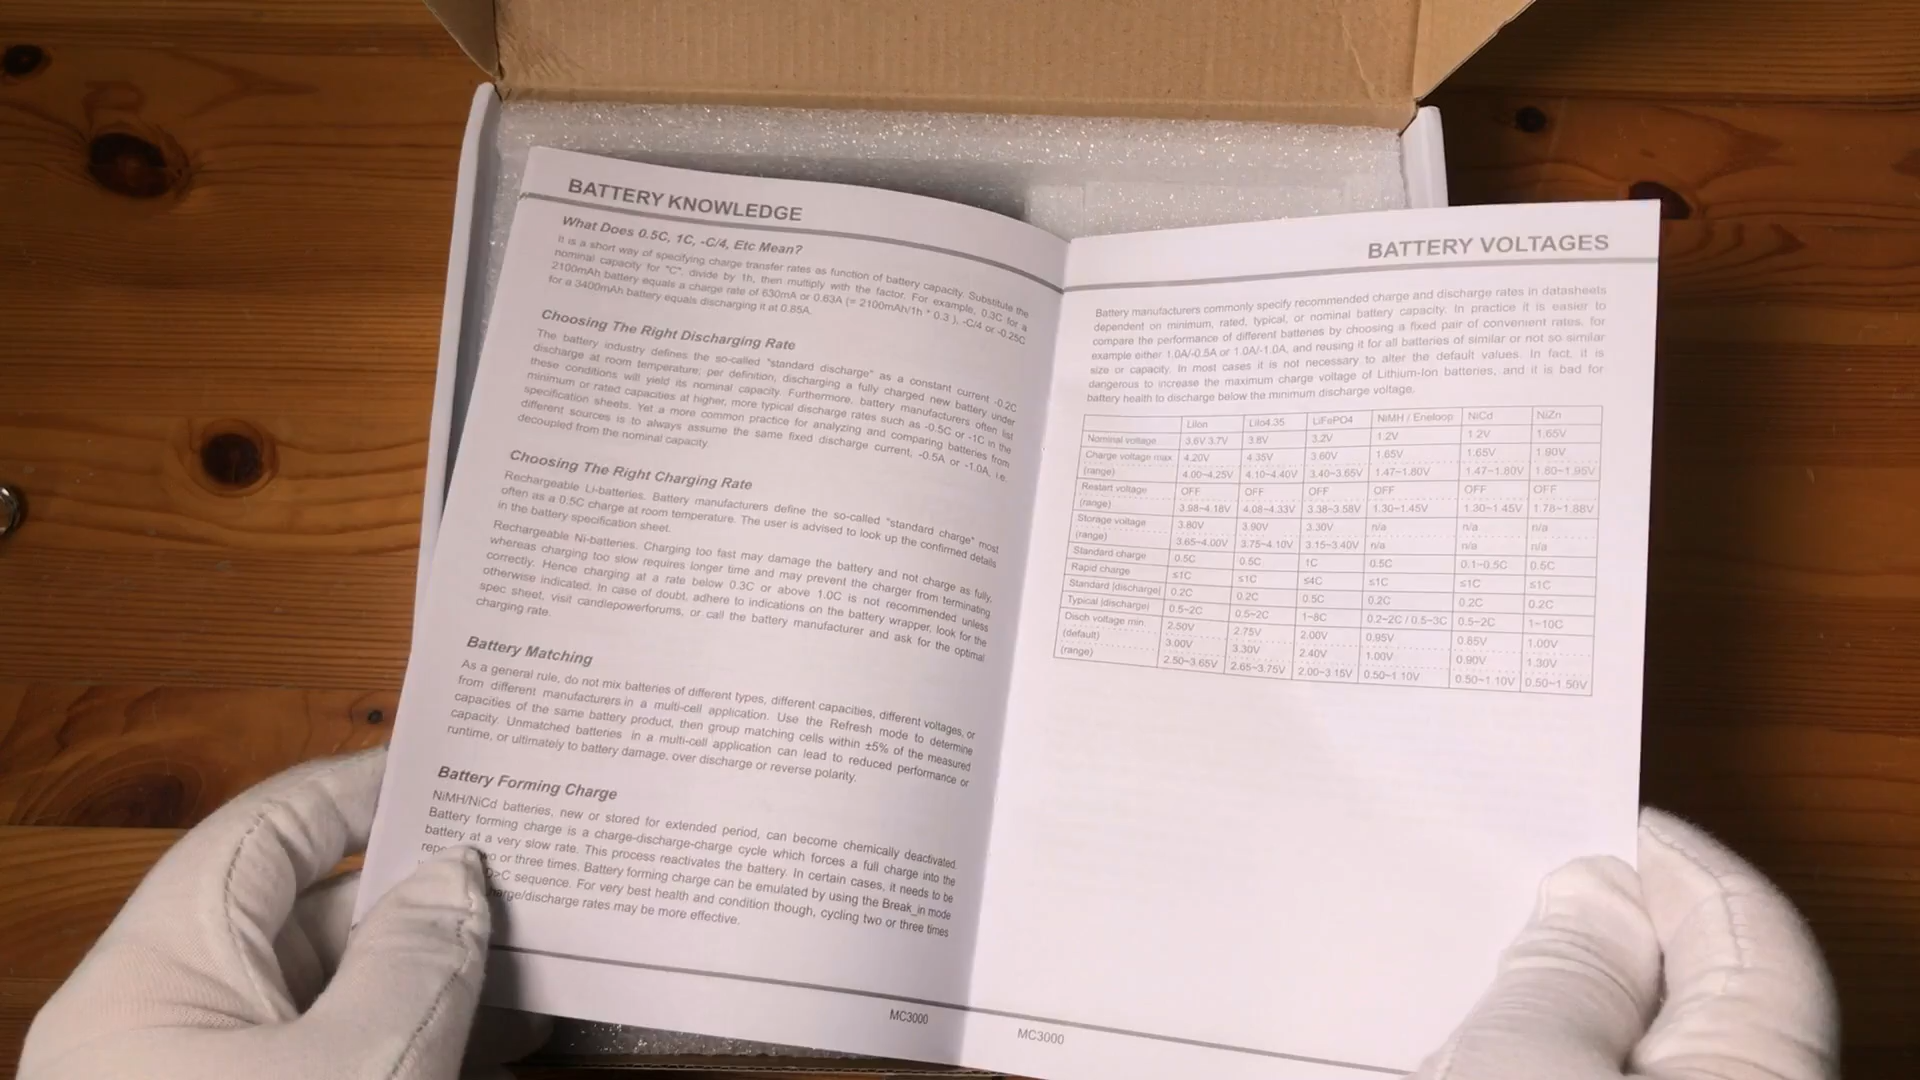 BATTERY KNOWLEDGE
What Does 0.5C, 1C, -C/4, Etc Mean?
It is a short way of specifying charge transfer rates as function of battery capacity. Substitute the
nominal capacity for "C", divide by 1h, then multiply with the factor. For example, 0.3C for a
2100mAh battery equals a charge rate of 630mA or 0.63A (= 2100mAh/1h * 0.3 ). -C/4 or -0.25C
for a 3400mAh battery equals discharging it at 0.85A.
Choosing The Right Discharging Rate
The battery industry defines the so-called "standard discharge" as a constant current -0.2C
discharge at room temperature; per definition, discharging a fully charged new battery under
these conditions will yield its nominal capacity. Furthermore, battery manufacturers often list
minimum or rated capacities at higher, more typical discharge rates such as -0.5C or -1C in the
specification sheets. Yet a more common practice for analyzing and comparing batteries from
different sources is to always assume the same fixed discharge current, -0.5A or -1.0A, i.e.
decoupled from the nominal capacity.
Choosing The Right Charging Rate
Rechargeable Li-batteries. Battery manufacturers define the so-called "standard charge" most
often as a 0.5C charge at room temperature. The user is advised to look up the confirmed details
in the battery specification sheet.
Rechargeable Ni-batteries. Charging too fast may damage the battery and not charge as fully,
whereas charging too slow requires longer time and may prevent the charger from terminating
correctly. Hence charging at a rate below 0.3C or above 1.0C is not recommended unless
otherwise indicated. In case of doubt, adhere to indications on the battery wrapper, look for the
spec sheet, visit candlepowerforums, or call the battery manufacturer and ask for the optimal
charging rate.
Battery Matching
As a general rule, do not mix batteries of different types, different capacities, different voltages, or
from different manufacturers in a multi-cell application. Use the Refresh mode to determine
capacities of the same battery product, then group matching cells within ±5% of the measured
capacity. Unmatched batteries in a multi-cell application can lead to reduced performance or
runtime, or ultimately to battery damage, over discharge or reverse polarity.
Battery Forming Charge
NiMH/NiCd batteries, new or stored for extended period, can become chemically deactivated.
Battery forming charge is a charge-discharge-charge cycle which forces a full charge into the
battery at a very slow rate. This process reactivates the battery. In certain cases, it needs to be
two or three times. Battery forming charge can be emulated by using the Break_in mode
D>C sequence. For very best health and condition though, cycling two or three times
charge/discharge rates may be more effective.
MC3000
BATTERY VOLTAGES
Battery manufacturers commonly specify recommended charge and discharge rates in datasheets
dependent on minimum, rated, typical, or nominal battery capacity. In practice it is easier to
compare the performance of different batteries by choosing a fixed pair of convenient rates, for
example either 1.0A/-0.5A or 1.0A/-1.0A, and reusing it for all batteries of similar or not so similar
size or capacity. In most cases it is not necessary to alter the default values. In fact, it is
dangerous to increase the maximum charge voltage of Lithium-Ion batteries, and it is bad for
battery health to discharge below the minimum discharge voltage.
LiIon LiIo4.35 LiFePO4 NiMH / Eneloop NiCd NiZn
Nominal voltage 3.6V 3.7V 3.8V 3.2V 1.2V 1.2V 1.65V
Charge voltage max. 4.20V 4.35V 3.60V 1.65V 1.65V 1.90V
(range) 4.00~4.25V 4.10~4.40V 3.40~3.65V 1.47~1.80V 1.47~1.80V 1.80~1.95V
Restart voltage OFF OFF OFF OFF OFF OFF
(range) 3.98~4.18V 4.08~4.33V 3.38~3.58V 1.30~1.45V 1.30~1.45V 1.78~1.88V
Storage voltage 3.80V 3.90V 3.30V n/a n/a n/a
(range) 3.65~4.00V 3.75~4.10V 3.15~3.40V n/a n/a n/a
Standard charge 0.5C 0.5C 1C 0.5C 0.1~0.5C 0.5C
Rapid charge ≤1C ≤1C ≤4C ≤1C ≤1C ≤1C
Standard |discharge| 0.2C 0.2C 0.5C 0.2C 0.2C 0.2C
Typical |discharge| 0.5~2C 0.5~2C 1~8C 0.2~2C / 0.5~3C 0.5~2C 1~10C
Disch voltage min. 2.50V 2.75V 2.00V 0.95V 0.85V 1.00V
(default) 3.00V 3.30V 2.40V 1.00V 0.90V 1.30V
(range) 2.50~3.65V 2.65~3.75V 2.00~3.15V 0.50~1.10V 0.50~1.10V 0.50~1.50V
MC3000